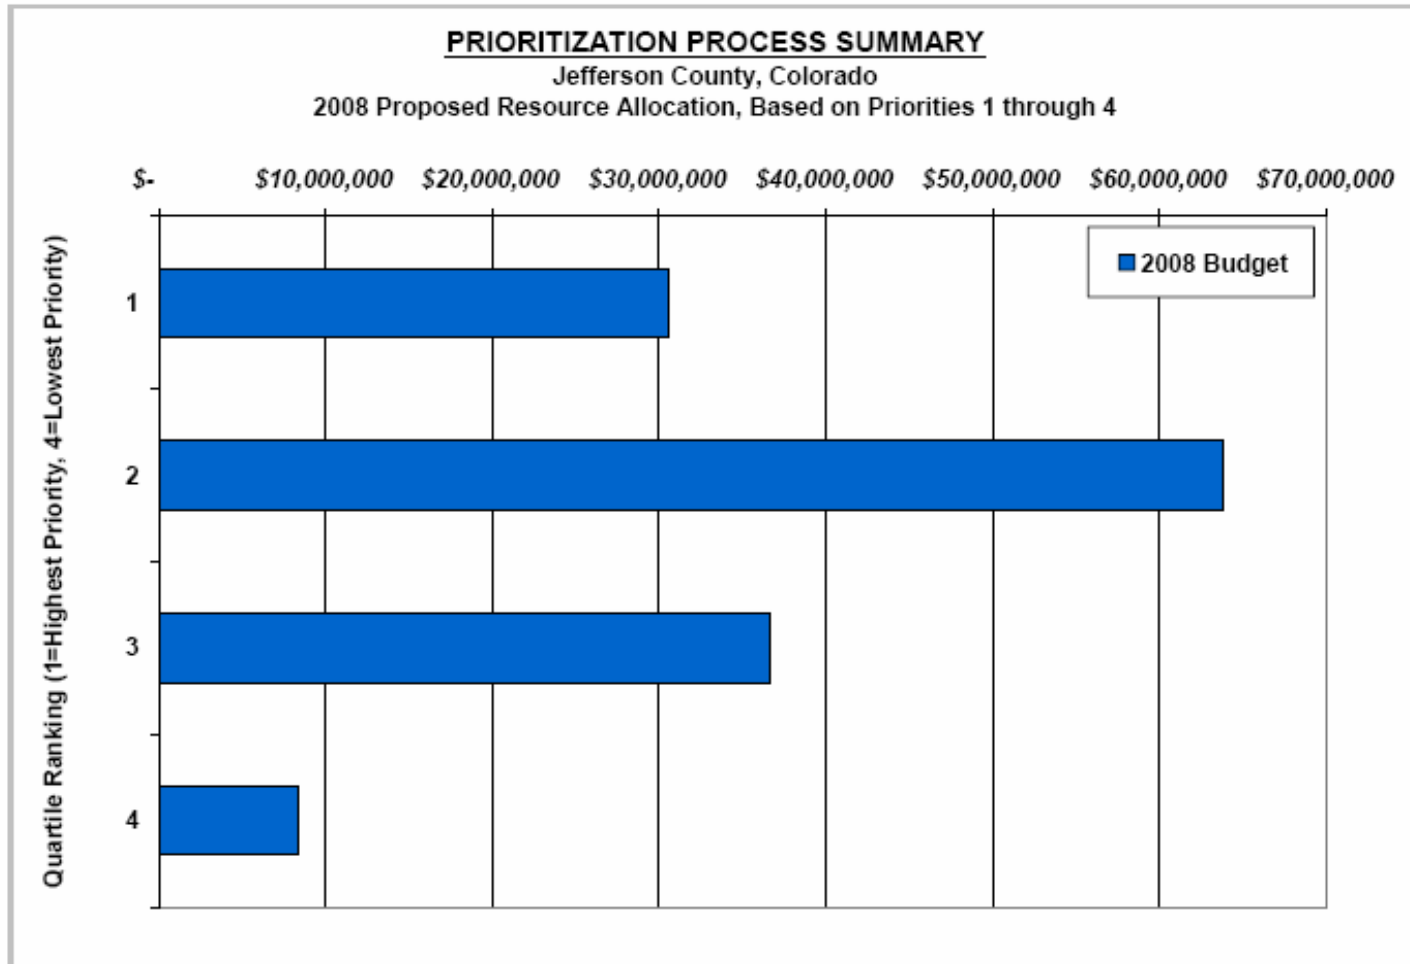 PRIORITIZATION PROCESS SUMMARY
Jefferson County, Colorado
2008 Proposed Resource Allocation, Based on Priorities 1 through 4
$- $10,000,000 $20,000,000 $30,000,000 $40,000,000 $50,000,000 $60,000,000 $70,000,000
2008 Budget
Quartile Ranking (1=Highest Priority, 4=Lowest Priority)
1
2
3
4